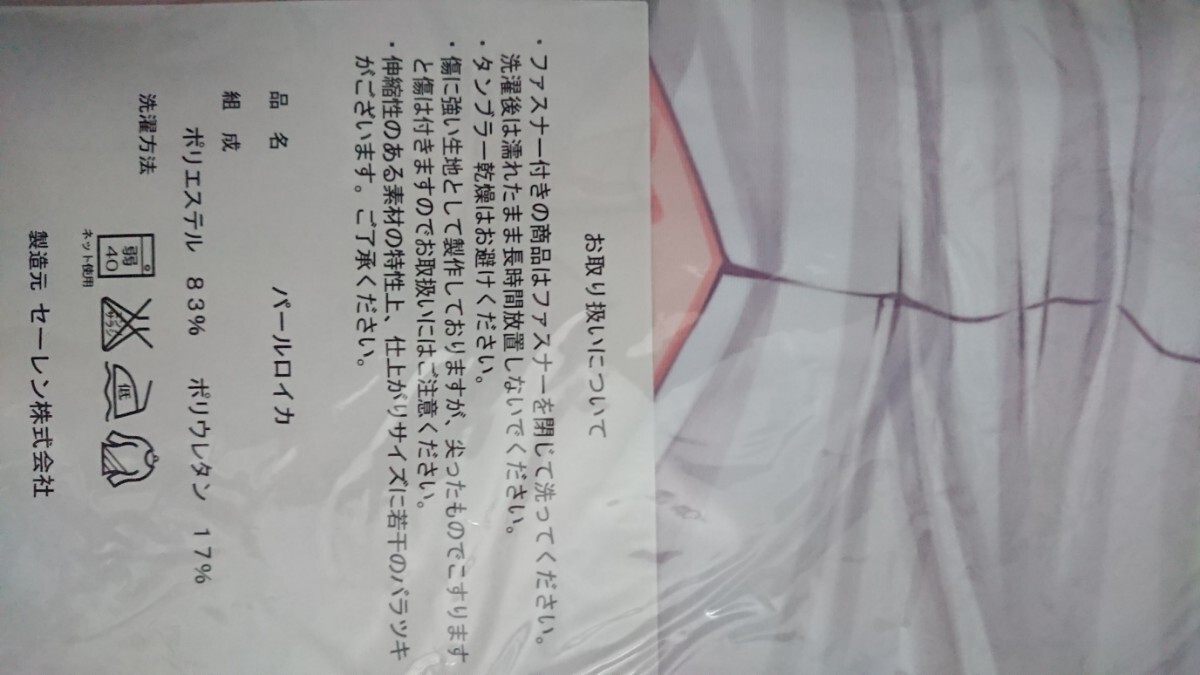 お取り扱いについて
・ファスナー付きの商品はファスナーを閉じて洗ってください。
洗濯後は濡れたまま長時間放置しないでください。
・タンブラー乾燥はお避けください。
・傷に強い生地として製作しておりますが、尖ったものでこすります
と傷は付きますのでお取扱いにはご注意ください。
・伸縮性のある素材の特性上、仕上がりサイズに若干のバラツキ
がございます。ご了承ください。
品名 パールロイカ
組成 ポリエステル 83% ポリウレタン 17%
洗濯方法
弱
40
ネット使用
エンソサラシ
低
製造元 セーレン株式会社